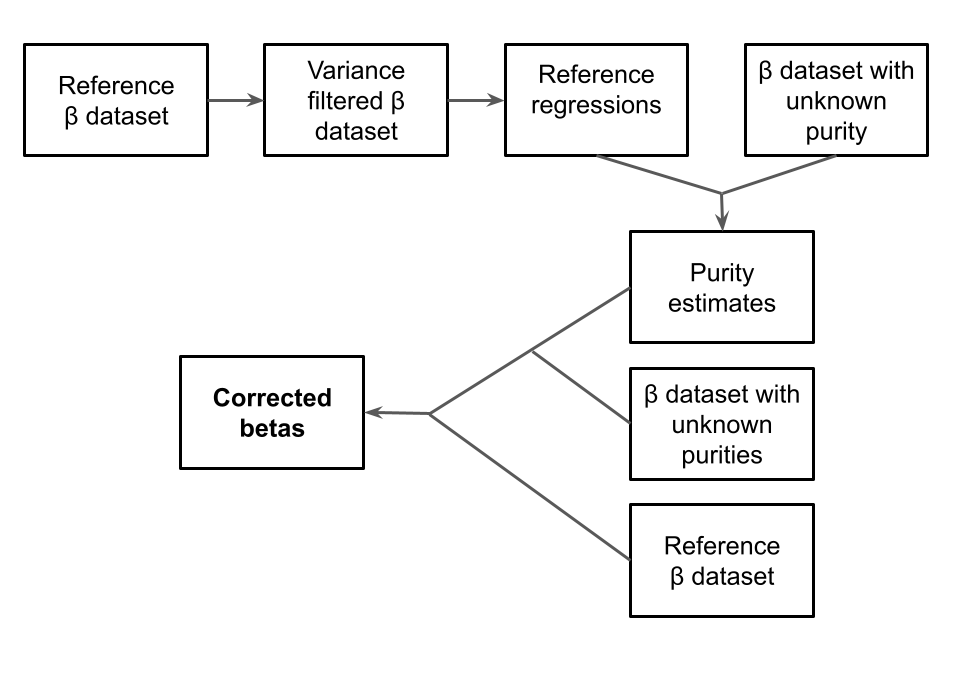 Reference
β dataset
Variance
filtered β
dataset
Reference
regressions
β dataset with
unknown
purity
Purity
estimates
β dataset with
unknown
purities
Reference
β dataset
Corrected
betas